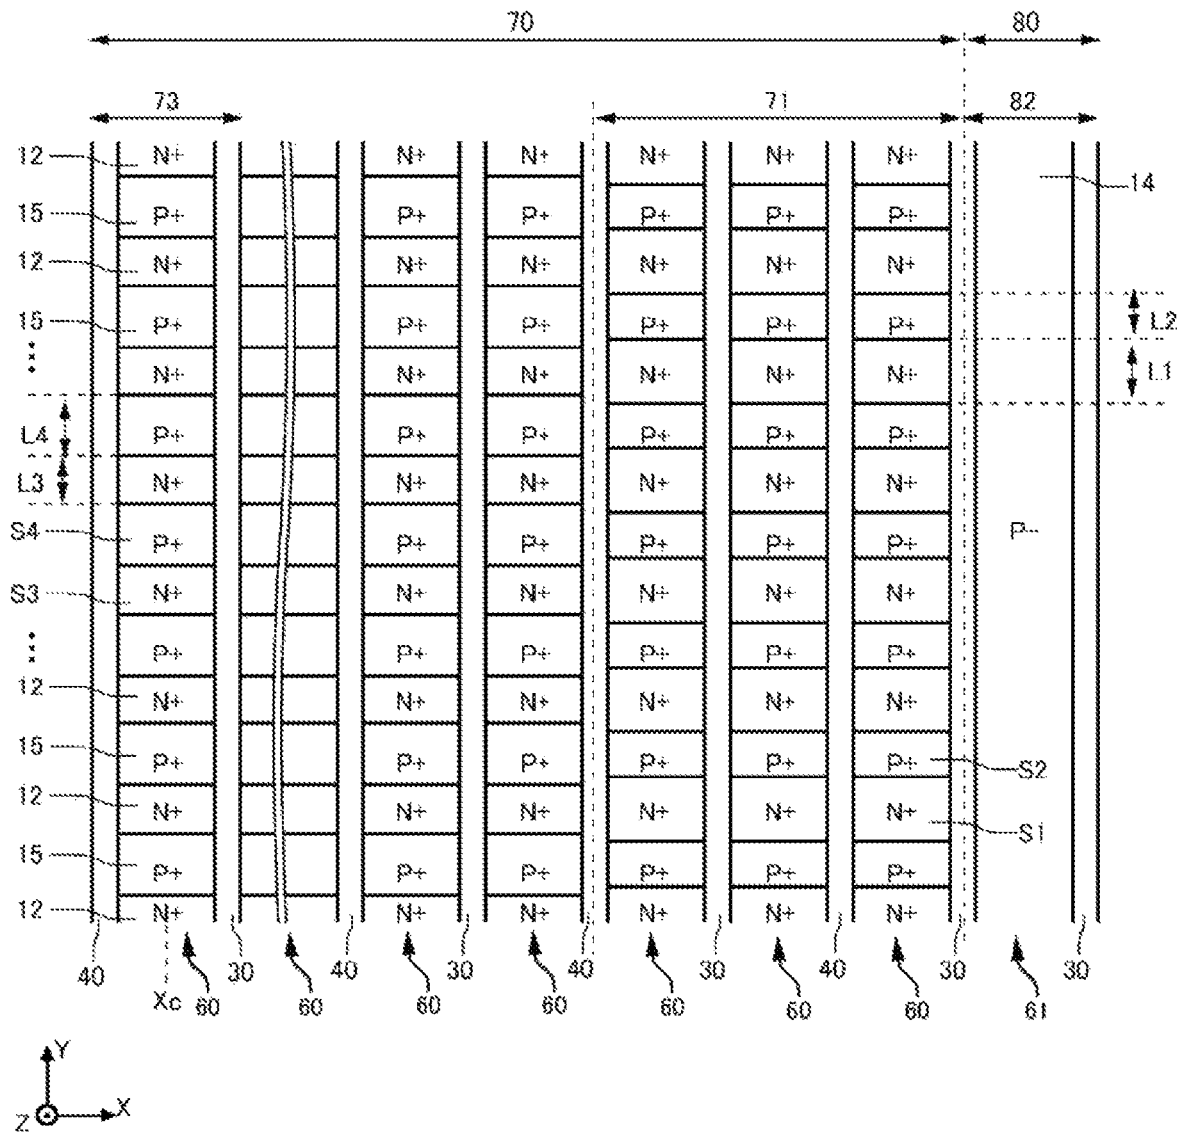 70 80
73 71 82
12 N+ N+ N+ N+ N+ N+
14
15 P+ P+ P+ P+ P+ P+
12 N+ N+ N+ N+ N+ N+
15 P+ P+ P+ P+ P+ P+ L2
⋮ N+ N+ N+ N+ N+ N+ L1
L4 P+ P+ P+ P+ P+ P+
L3 N+ N+ N+ N+ N+ N+
S4 P+ P+ P+ P+ P+ P+ P-
S3 N+ N+ N+ N+ N+ N+
⋮ P+ P+ P+ P+ P+ P+
12 N+ N+ N+ N+ N+ N+
15 P+ P+ P+ P+ P+ P+ S2
12 N+ N+ N+ N+ N+ N+ S1
15 P+ P+ P+ P+ P+ P+
12 N+ N+ N+ N+ N+ N+
40 30 40 30 40 30 40 30 30
Xc 60 60 60 60 60 60 60 61
Y
Z X